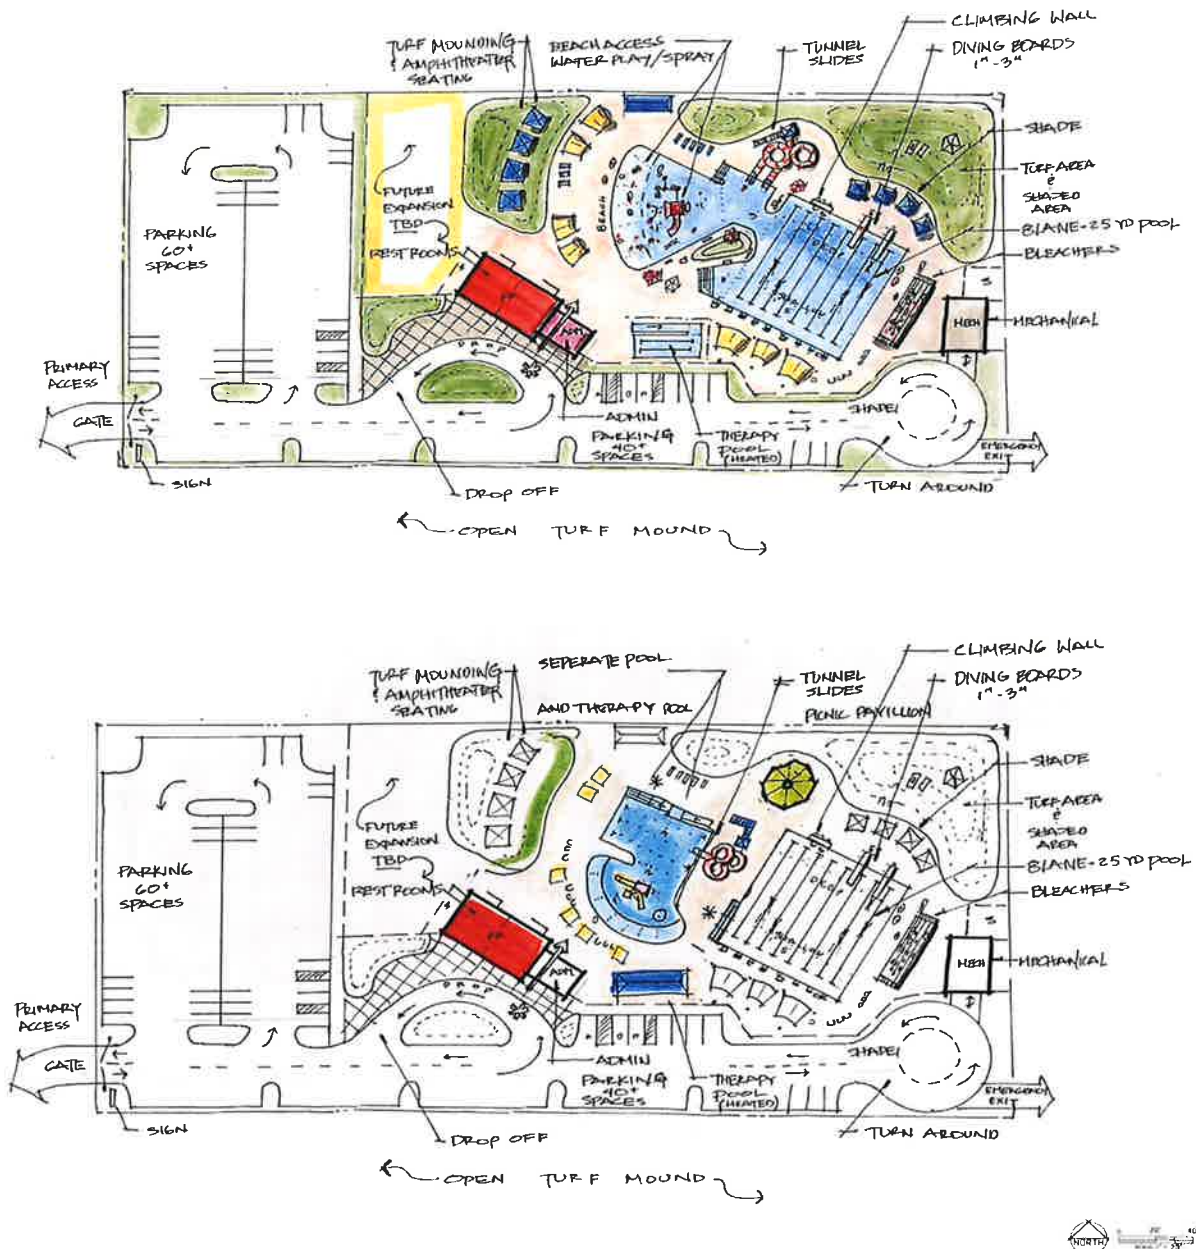 CLIMBING WALL
TURF MOUNDING
& AMPHITHEATER
SEATING
BEACH ACCESS
WATER PLAY/SPRAY
TUNNEL
SLIDES
DIVING BOARDS
1M-3M
SHADE
TURF AREA
&
SHADED
AREA
8 LANE-25 YD POOL
BLEACHERS
FUTURE
EXPANSION
TBD
RESTROOMS
BEACH
PARKING
60+
SPACES
ADM.
MECH
MECHANICAL
PRIMARY
ACCESS
GATE
DROP
SHADE
ADMIN
PARKING
40+
SPACES
THERAPY
POOL
(HEATED)
EMERGENCY
EXIT
SIGN
DROP OFF
TURN AROUND
OPEN TURF MOUND
CLIMBING WALL
TURF MOUNDING
& AMPHITHEATER
SEATING
SEPERATE POOL
AND THERAPY POOL
TUNNEL
SLIDES
PICNIC PAVILLION
DIVING BOARDS
1M-3M
SHADE
TURF AREA
&
SHADED
AREA
8 LANE-25 YD POOL
BLEACHERS
FUTURE
EXPANSION
TBD
RESTROOMS
PARKING
60+
SPACES
ADM.
MECH
MECHANICAL
PRIMARY
ACCESS
GATE
DROP
SHADE
ADMIN
PARKING
40+
SPACES
THERAPY
POOL
(HEATED)
EMERGENCY
EXIT
SIGN
DROP OFF
TURN AROUND
OPEN TURF MOUND
NORTH